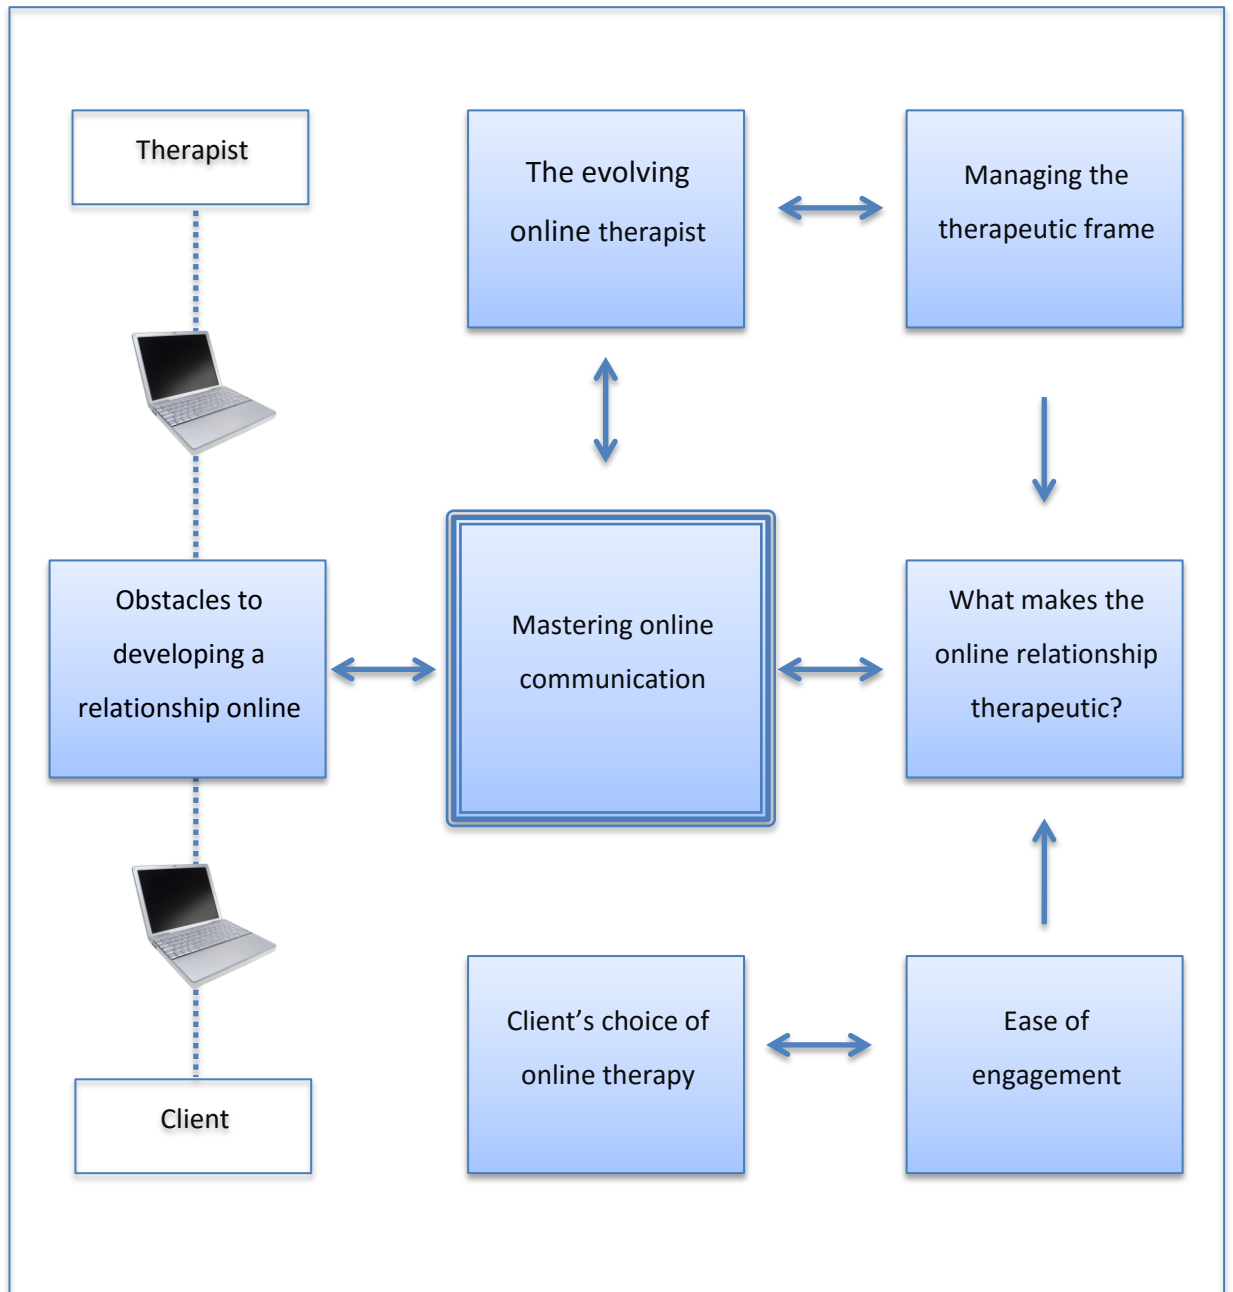 Therapist
The evolving
online therapist
Managing the
therapeutic frame
Obstacles to
developing a
relationship online
Mastering online
communication
What makes the
online relationship
therapeutic?
Client
Client’s choice of
online therapy
Ease of
engagement